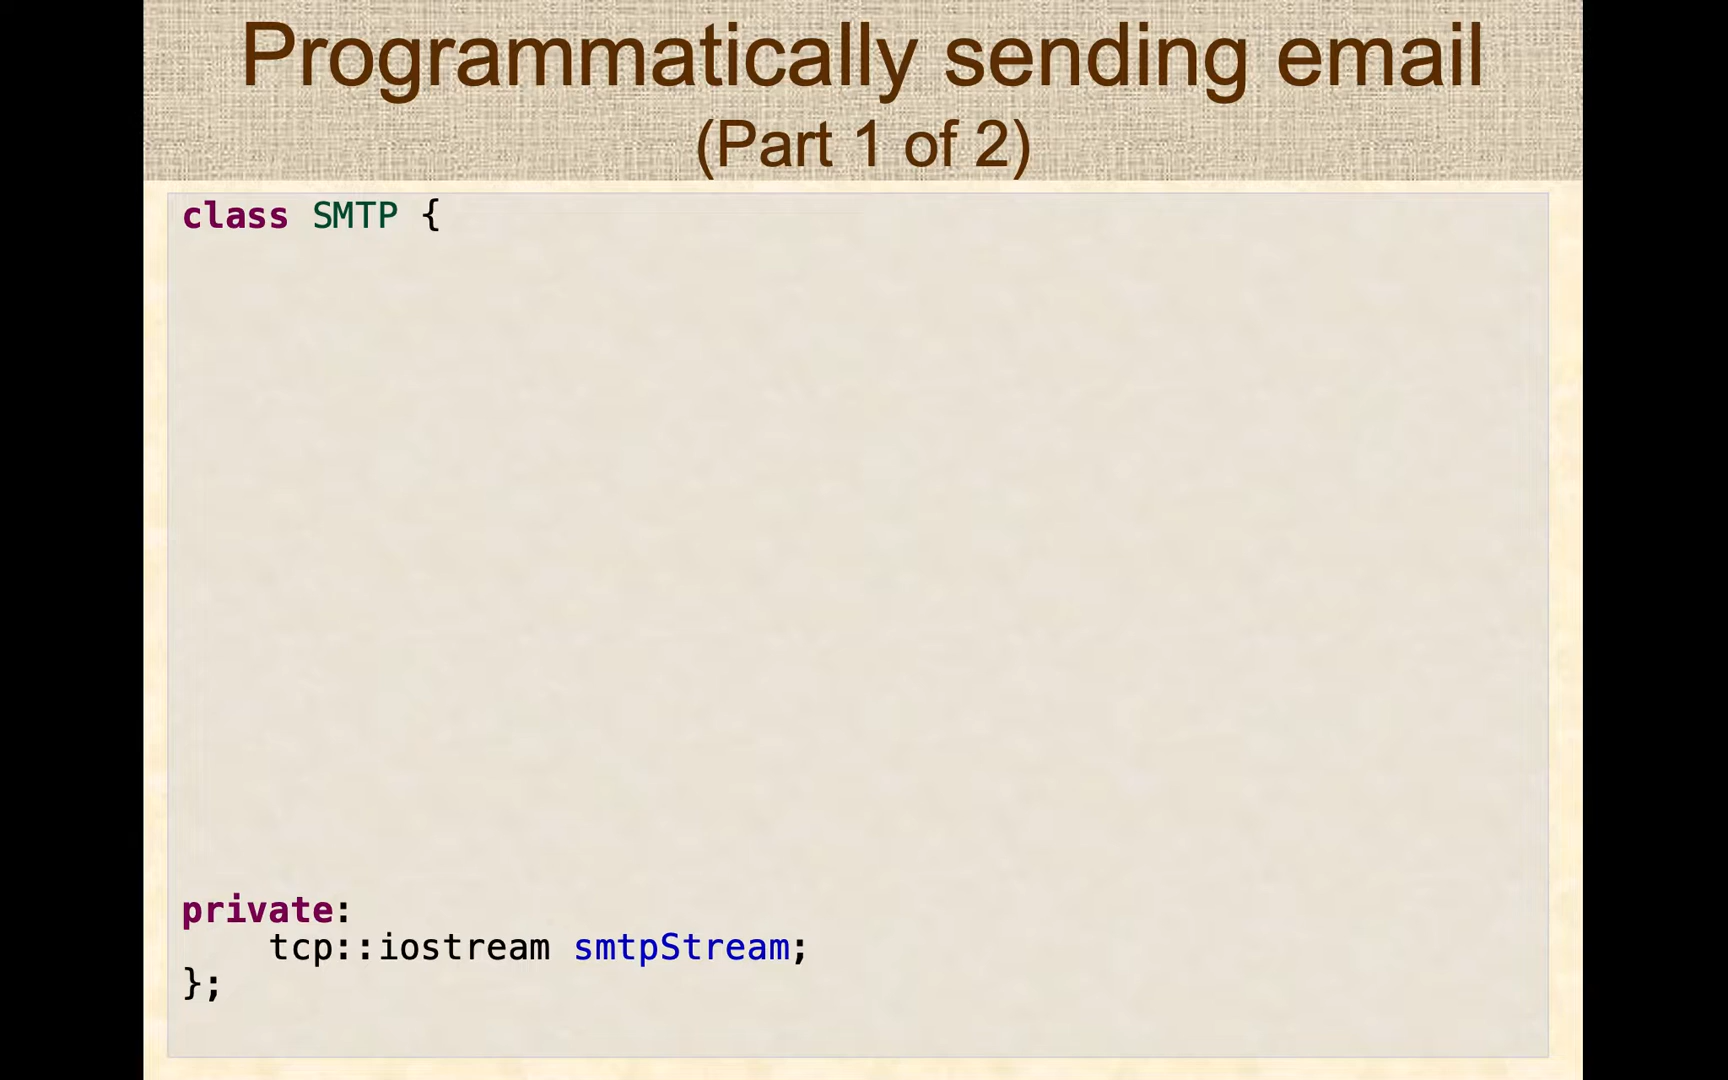 Programmatically sending email
(Part 1 of 2)
class SMTP {
private:
    tcp::iostream smtpStream;
};